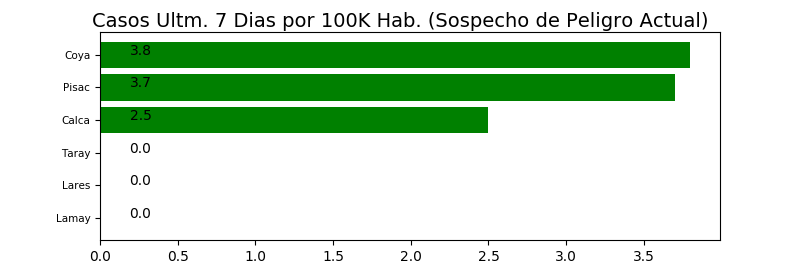 Casos Ultm. 7 Dias por 100K Hab. (Sospecho de Peligro Actual)
Coya 3.8
Pisac 3.7
Calca 2.5
Taray 0.0
Lares 0.0
Lamay 0.0
0.0 0.5 1.0 1.5 2.0 2.5 3.0 3.5